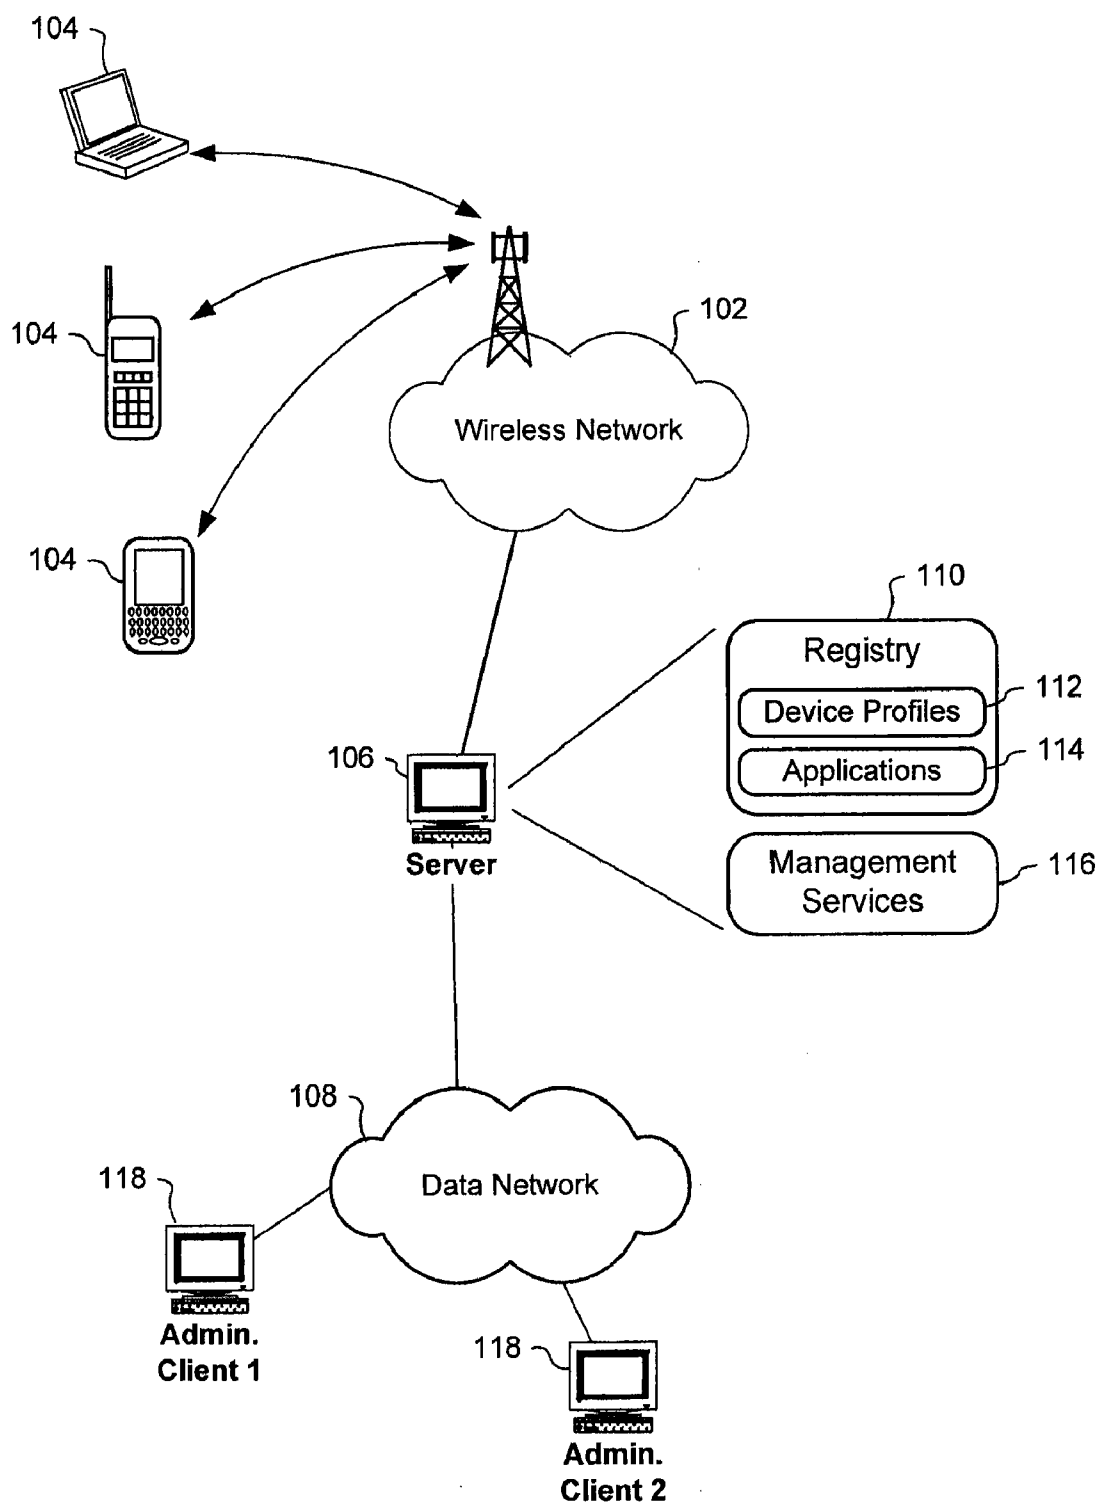 104
104
102
Wireless Network
104
110
Registry
112
Device Profiles
114
Applications
106
Server
Management
Services
116
108
Data Network
118
Admin.
Client 1
118
Admin.
Client 2